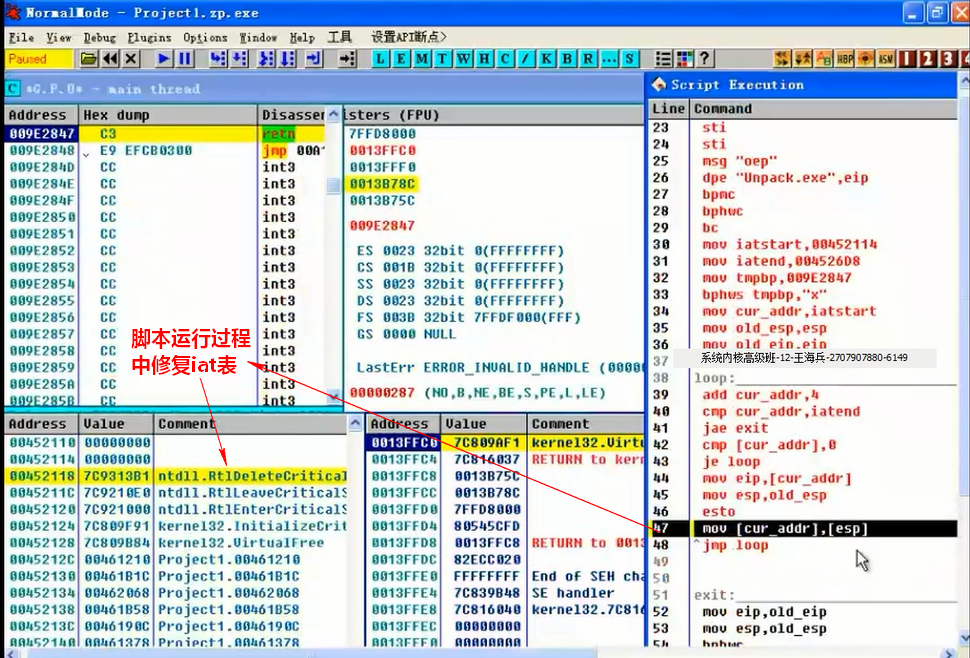 NormalMode - Project1.zp.exe
File View Debug Plugins Options Window Help 工具 设置API断点>
Paused
L E M T W H C / K B R ... S
?
HBP
ASM
1 2 3
C *G.P.U* - main thread
Address Hex dump Disassem
009E2847 C3 retn
009E2848 E9 EFCB0300 jmp 00A
009E284D CC int3
009E284E CC int3
009E284F CC int3
009E2850 CC int3
009E2851 CC int3
009E2852 CC int3
009E2853 CC int3
009E2854 CC int3
009E2855 CC int3
009E2856 CC int3
009E2857 CC int3
009E2858 CC int3
009E2859 CC int3
009E285A CC int3
009E285B CC int3
isters (FPU)
7FFD8000
0013FFC0
0013FFF0
0013B78C
0013B75C
009E2847
ES 0023 32bit 0(FFFFFFFF)
CS 001B 32bit 0(FFFFFFFF)
SS 0023 32bit 0(FFFFFFFF)
DS 0023 32bit 0(FFFFFFFF)
FS 003B 32bit 7FFDF000(FFF)
GS 0000 NULL
LastErr ERROR_INVALID_HANDLE (00000
00000287 (NO,B,NE,BE,S,PE,L,LE)
脚本运行过程
中修复iat表
Address Value Comment
00452110 00000000
00452114 00000000
00452118 7C9313B1 ntdll.RtlDeleteCritical
0045211C 7C9210E0 ntdll.RtlLeaveCriticalS
00452120 7C921000 ntdll.RtlEnterCriticalS
00452124 7C809F91 kernel32.InitializeCrit
00452128 7C809B84 kernel32.VirtualFree
0045212C 00461210 Project1.00461210
00452130 00461B1C Project1.00461B1C
00452134 00462068 Project1.00462068
00452138 00461B58 Project1.00461B58
0045213C 0046190C Project1.0046190C
00452140 00461378 Project1.00461378
Address Value Comment
0013FFC0 7C809AF1 kernel32.Virtu
0013FFC4 7C816037 RETURN to kern
0013FFC8 0013B75C
0013FFCC 0013B78C
0013FFD0 7FFD8000
0013FFD4 80545CFD
0013FFD8 0013FFC8 RETURN to 0013
0013FFDC 82ECC020
0013FFE0 FFFFFFFF End of SEH cha
0013FFE4 7C839B48 SE handler
0013FFE8 7C816040 kernel32.7C816
0013FFEC 00000000
0013FFF0 00000000
Script Execution
Line Command
23 sti
24 sti
25 msg "oep"
26 dpe "Unpack.exe",eip
27 bpmc
28 bphwc
29 bc
30 mov iatstart,00452114
31 mov iatend,004526D8
32 mov tmpbp,009E2847
33 bphws tmpbp,"x"
34 mov cur_addr,iatstart
35 mov old_esp,esp
36 mov old_eip,eip
37 系统内核高级班-12-王海兵-2707907880-6149
38 loop:
39 add cur_addr,4
40 cmp cur_addr,iatend
41 jae exit
42 cmp [cur_addr],0
43 je loop
44 mov eip,[cur_addr]
45 mov esp,old_esp
46 esto
47 mov [cur_addr],[esp]
48 jmp loop
49
50
51 exit:
52 mov eip,old_eip
53 mov esp,old_esp
54 bphwc